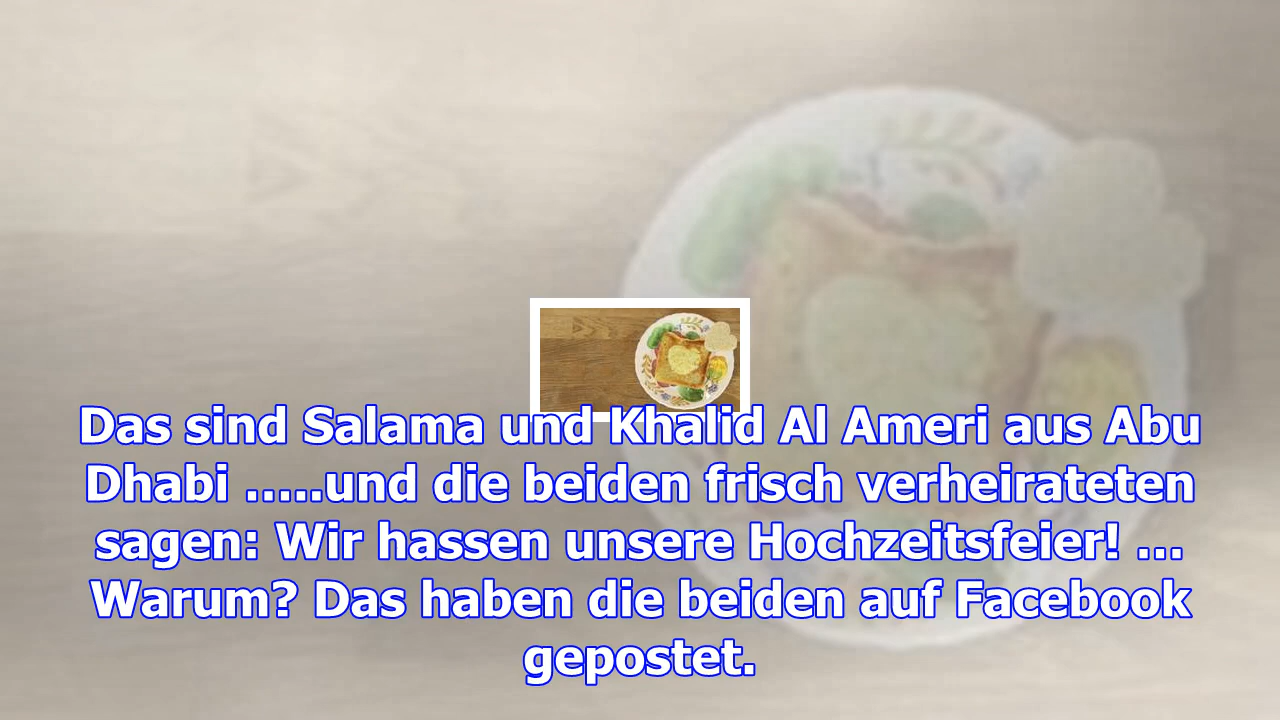 Das sind Salama und Khalid Al Ameri aus Abu
Dhabi .....und die beiden frisch verheirateten
sagen: Wir hassen unsere Hochzeitsfeier! ...
Warum? Das haben die beiden auf Facebook
gepostet.